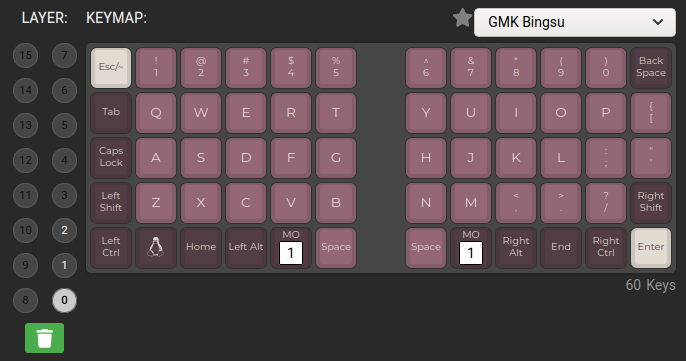 LAYER: KEYMAP: GMK Bingsu
15 7
14 6
13 5
12 4
11 3
10 2
9 1
8 0
Esc/~ ! @ # $ % ^ & * ( ) Back
1 2 3 4 5 6 7 8 9 0 Space
Tab Q W E R T Y U I O P {
[
Caps A S D F G H J K L : "
Lock ; '
Left Z X C V B N M < > ? Right
Shift , . / Shift
Left Home Left Alt MO Space Space MO Right End Right Enter
Ctrl 1 1 Alt Ctrl
60 Keys